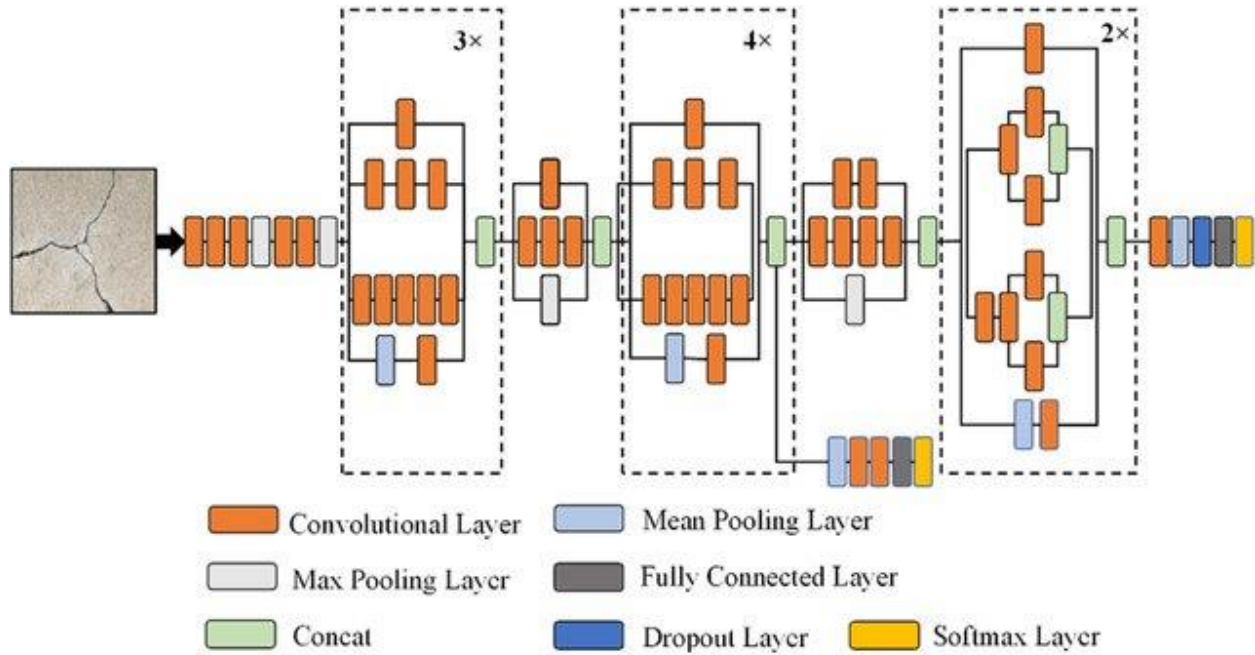 3×
4×
2×
Convolutional Layer
Mean Pooling Layer
Max Pooling Layer
Fully Connected Layer
Concat
Dropout Layer
Softmax Layer